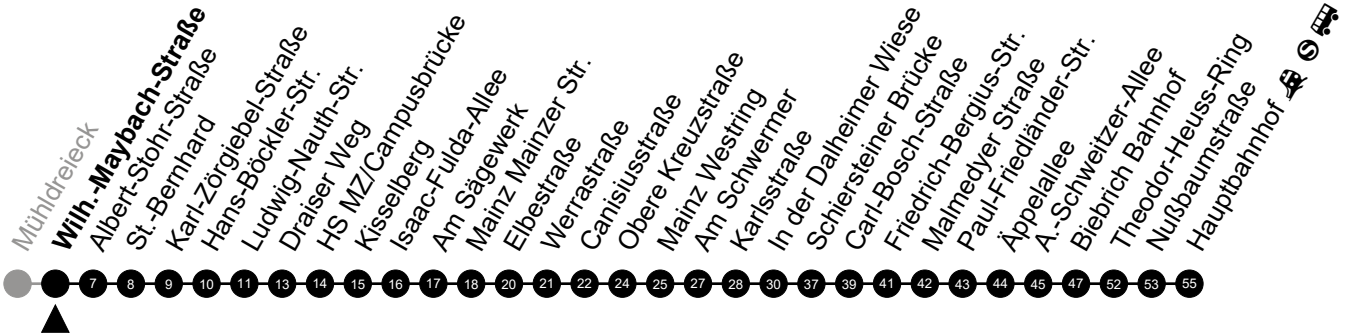 Mühldreieck
Wilh.-Maybach-Straße
Albert-Stohr-Straße
St.-Bernhard
Karl-Zörgiebel-Straße
Hans-Böckler-Str.
Ludwig-Nauth-Str.
Draiser Weg
HS MZ/Campusbrücke
Kisselberg
Isaac-Fulda-Allee
Am Sägewerk
Mainz Mainzer Str.
Elbestraße
Werrastraße
Canisiusstraße
Obere Kreuzstraße
Mainz Westring
Am Schwermer
Karlsstraße
In der Dalheimer Wiese
Schiersteiner Brücke
Carl-Bosch-Straße
Friedrich-Bergius-Str.
Malmedyer Straße
Paul-Friedländer-Str.
Äppelallee
A.-Schweitzer-Allee
Biebrich Bahnhof
Theodor-Heuss-Ring
Nußbaumstraße
Hauptbahnhof S
7 8 9 10 11 13 14 15 16 17 18 20 21 22 24 25 27 28 30 37 39 41 42 43 44 45 47 52 53 55